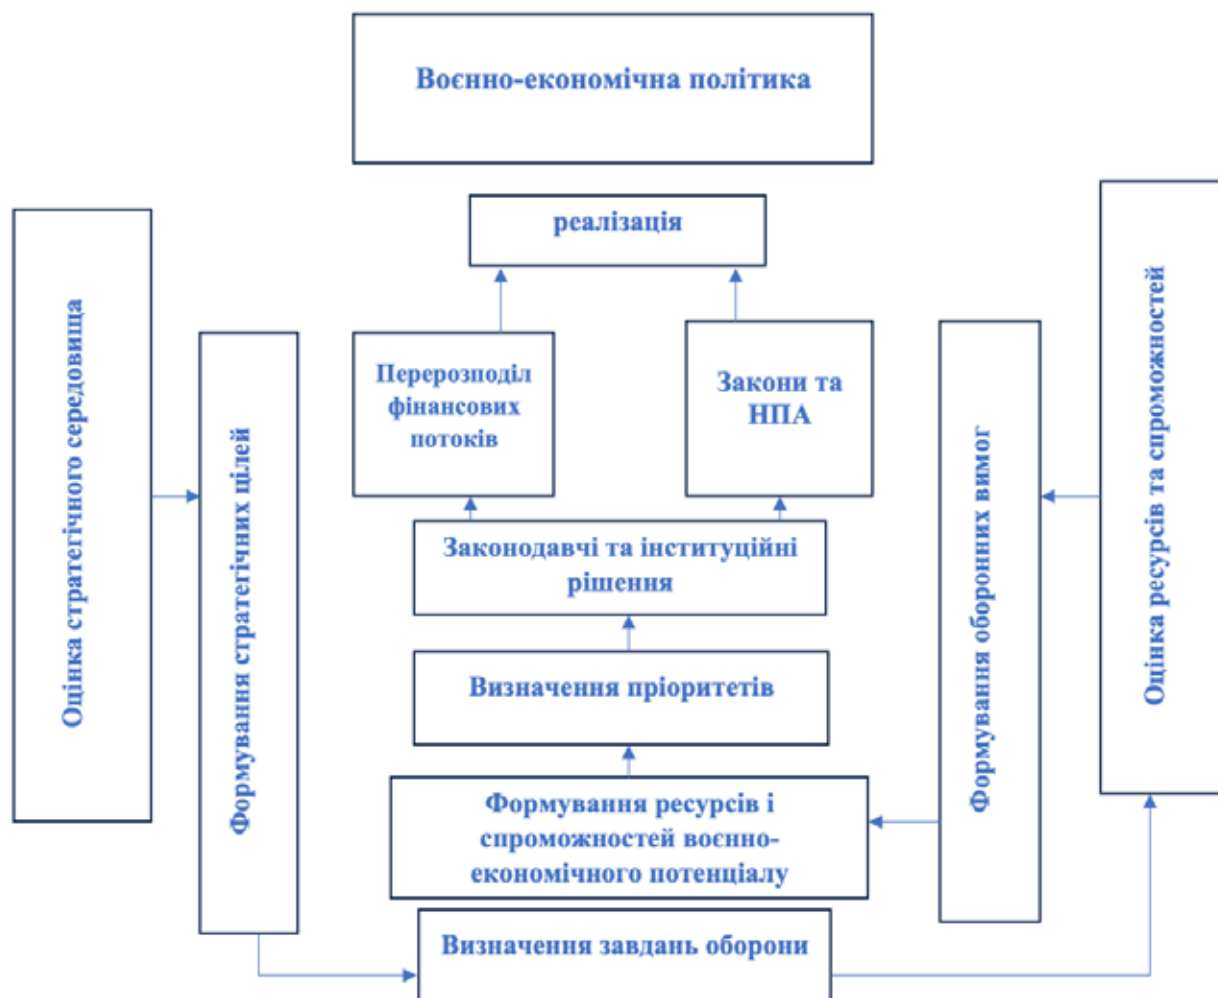 Воєнно-економічна політика
реалізація
Оцінка стратегічного середовища
Формування стратегічних цілей
Перерозподіл
фінансових
потоків
Закони та
НПА
Формування оборонних вимог
Оцінка ресурсів та спроможностей
Законодавчі та інституційні
рішення
Визначення пріоритетів
Формування ресурсів і
спроможностей воєнно-
економічного потенціалу
Визначення завдань оборони